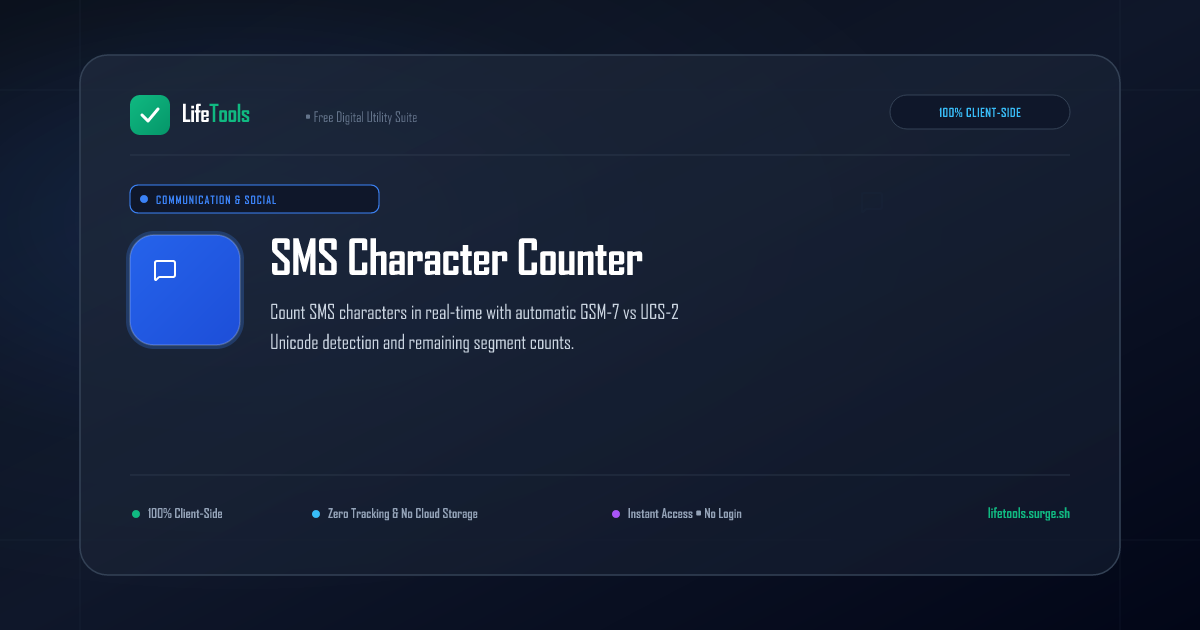 LifeTools
▪ Free Digital Utility Suite
100% CLIENT-SIDE
COMMUNICATION & SOCIAL
SMS Character Counter
Count SMS characters in real-time with automatic GSM-7 vs UCS-2
Unicode detection and remaining segment counts.
100% Client-Side
Zero Tracking & No Cloud Storage
Instant Access ▪ No Login
lifetools.surge.sh